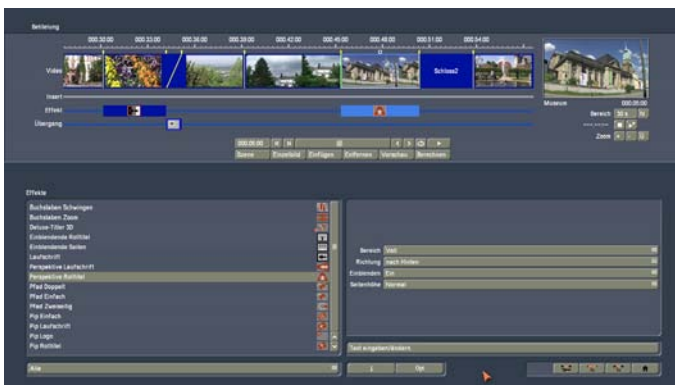 Betitelung
000:30:00 000:33:00 000:36:00 000:39:00 000:42:00 000:45:00 000:48:00 000:51:00 000:54:00
Video
Schloss2
Insert
Effekt
Übergang
Museum 000:05:00
Bereich 30 s
Zoom + -
000:05:00
Szene Einzelbild Einfügen Entfernen Vorschau Berechnen
Effekte
Buchstaben Schwingen
Buchstaben Zoom
Deluxe-Titler 3D
Einblendende Rolltitel
Einblendende Seiten
Laufschrift
Perspektive Laufschrift
Perspektive Rolltitel
Pfad Doppelt
Pfad Einfach
Pfad Zweiseitig
Pip Einfach
Pip Laufschrift
Pip Logo
Pip Rolltitel
Alle
Bereich Voll
Richtung nach Hinten
Einblenden Ein
Seitenhöhe Normal
Text eingeben/ändern
Opt